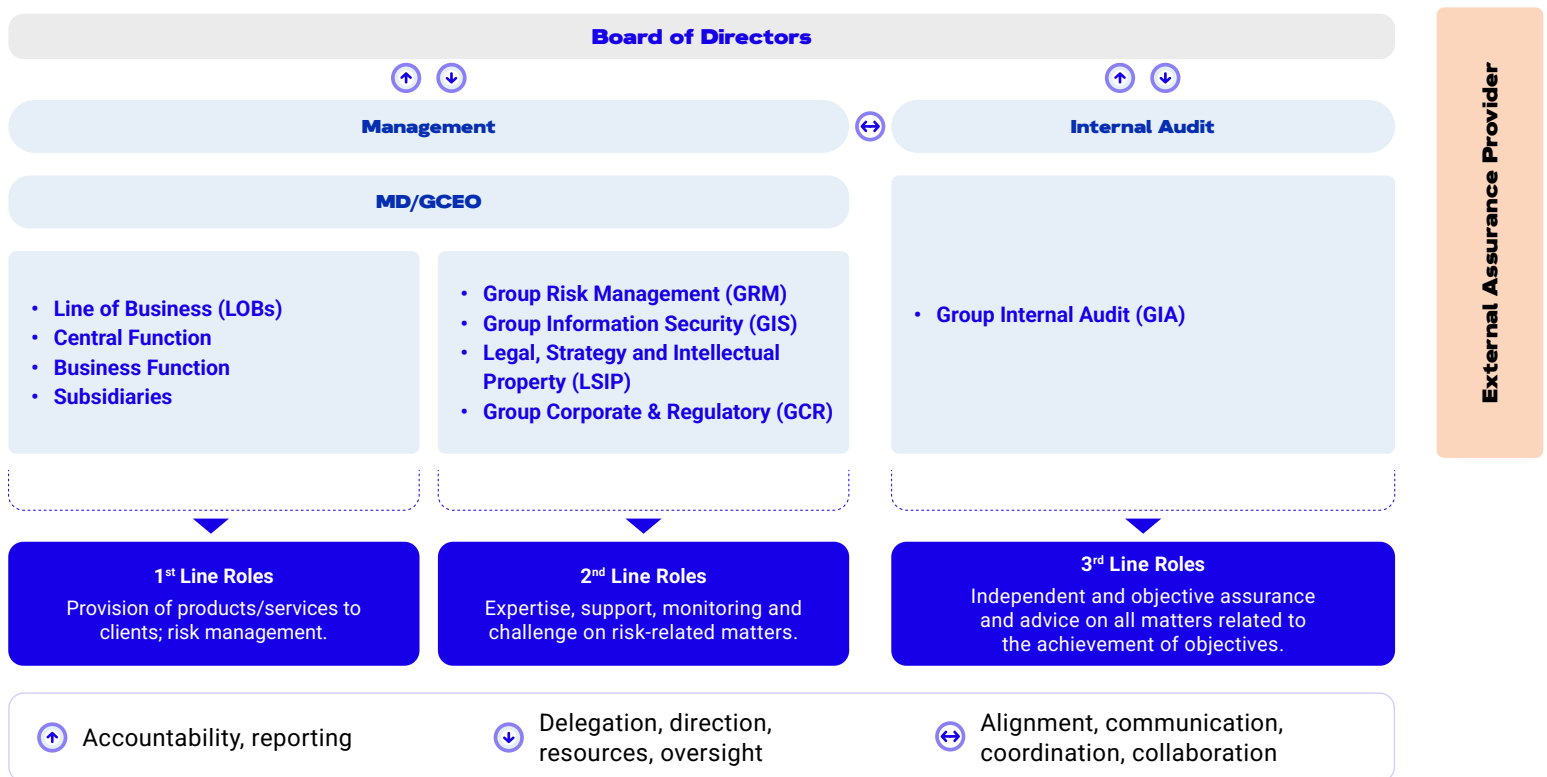 Board of Directors
Management
Internal Audit
MD/GCEO
• Line of Business (LOBs)
• Central Function
• Business Function
• Subsidiaries
• Group Risk Management (GRM)
• Group Information Security (GIS)
• Legal, Strategy and Intellectual
Property (LSIP)
• Group Corporate & Regulatory (GCR)
• Group Internal Audit (GIA)
1st Line Roles
Provision of products/services to
clients; risk management.
2nd Line Roles
Expertise, support, monitoring and
challenge on risk-related matters.
3rd Line Roles
Independent and objective assurance
and advice on all matters related to
the achievement of objectives.
Accountability, reporting
Delegation, direction,
resources, oversight
Alignment, communication,
coordination, collaboration
External Assurance Provider